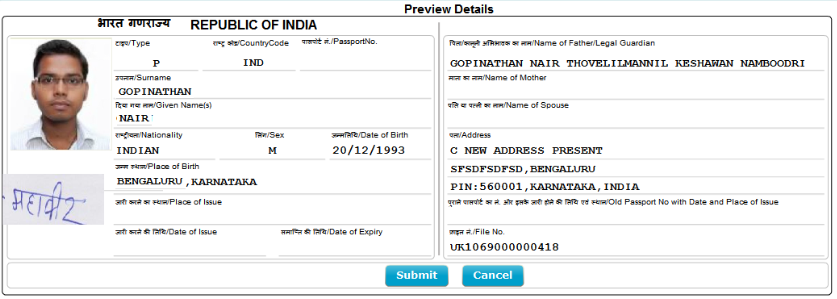 Preview Details
भारत गणराज्य REPUBLIC OF INDIA
टाइप/Type राष्ट्र कोड/CountryCode पासपोर्ट नं./PassportNo.
P IND
उपनाम/Surname
GOPINATHAN
दिया गया नाम/Given Name(s)
NAIR
राष्ट्रीयता/Nationality लिंग/Sex जन्मतिथि/Date of Birth
INDIAN M 20/12/1993
जन्म स्थान/Place of Birth
BENGALURU,KARNATAKA
महावीर
जारी करने का स्थान/Place of Issue
जारी करने की तिथि/Date of Issue समाप्ति की तिथि/Date of Expiry
पिता/कानूनी अभिभावक का नाम/Name of Father/Legal Guardian
GOPINATHAN NAIR THOVELILMANNIL KESHAWAN NAMBOODRI
माता का नाम/Name of Mother
पति या पत्नी का नाम/Name of Spouse
पता/Address
C NEW ADDRESS PRESENT
SFSDFSDFSD,BENGALURU
PIN:560001,KARNATAKA,INDIA
पुराने पासपोर्ट का नं. और इसके जारी होने की तिथि एवं स्थान/Old Passport No with Date and Place of Issue
फ़ाइल नं./File No.
UK1069000000418
Submit Cancel